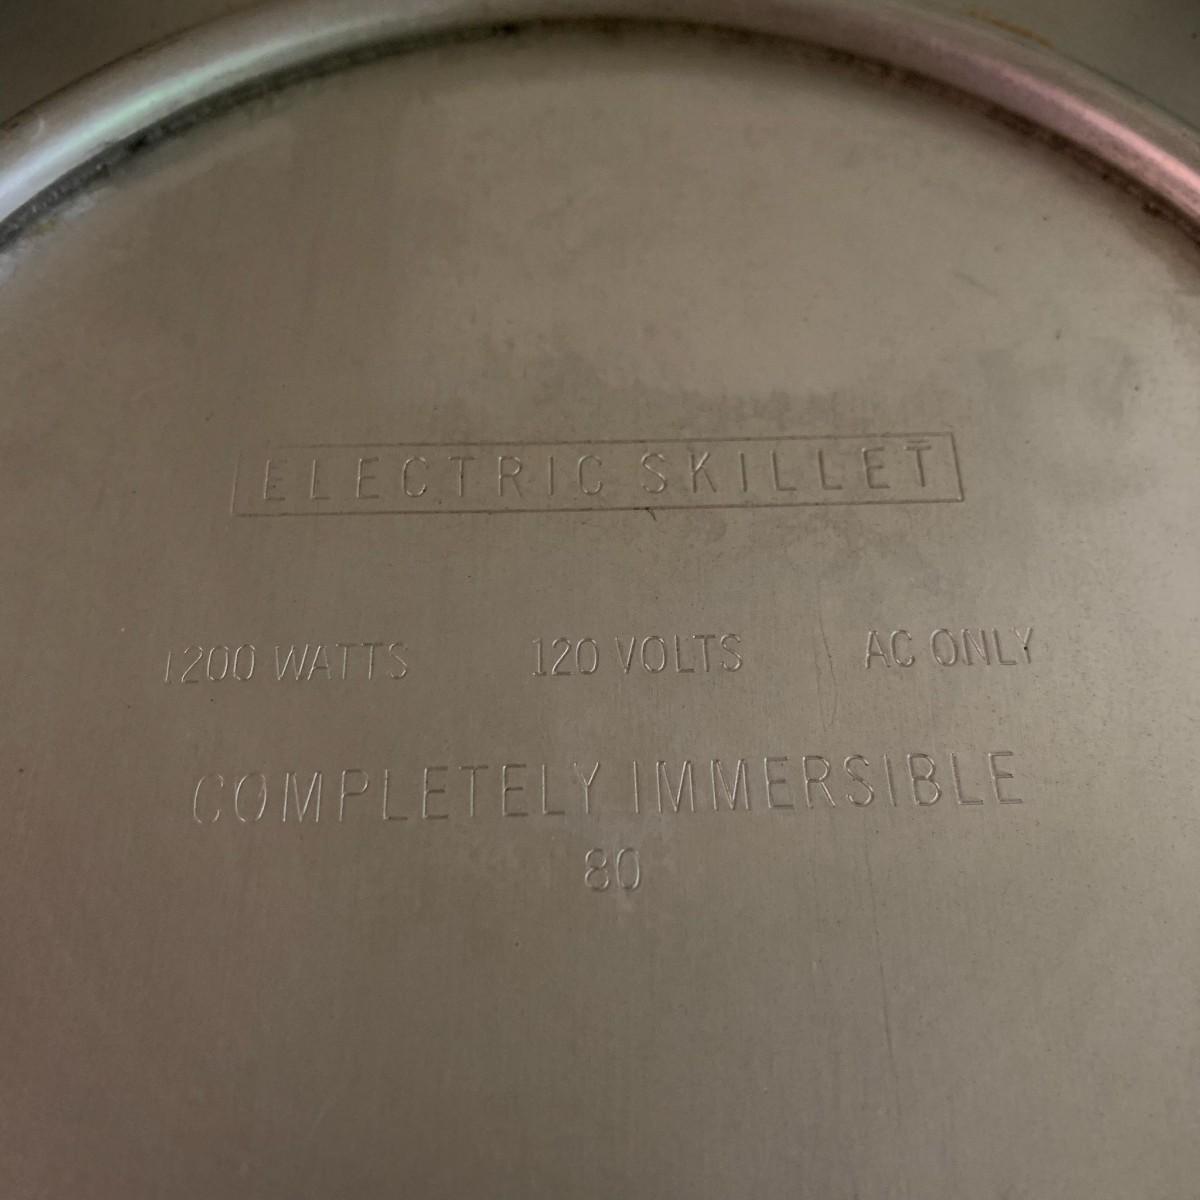 ELECTRIC SKILLET
1200 WATTS 120 VOLTS AC ONLY
COMPLETELY IMMERSIBLE
80